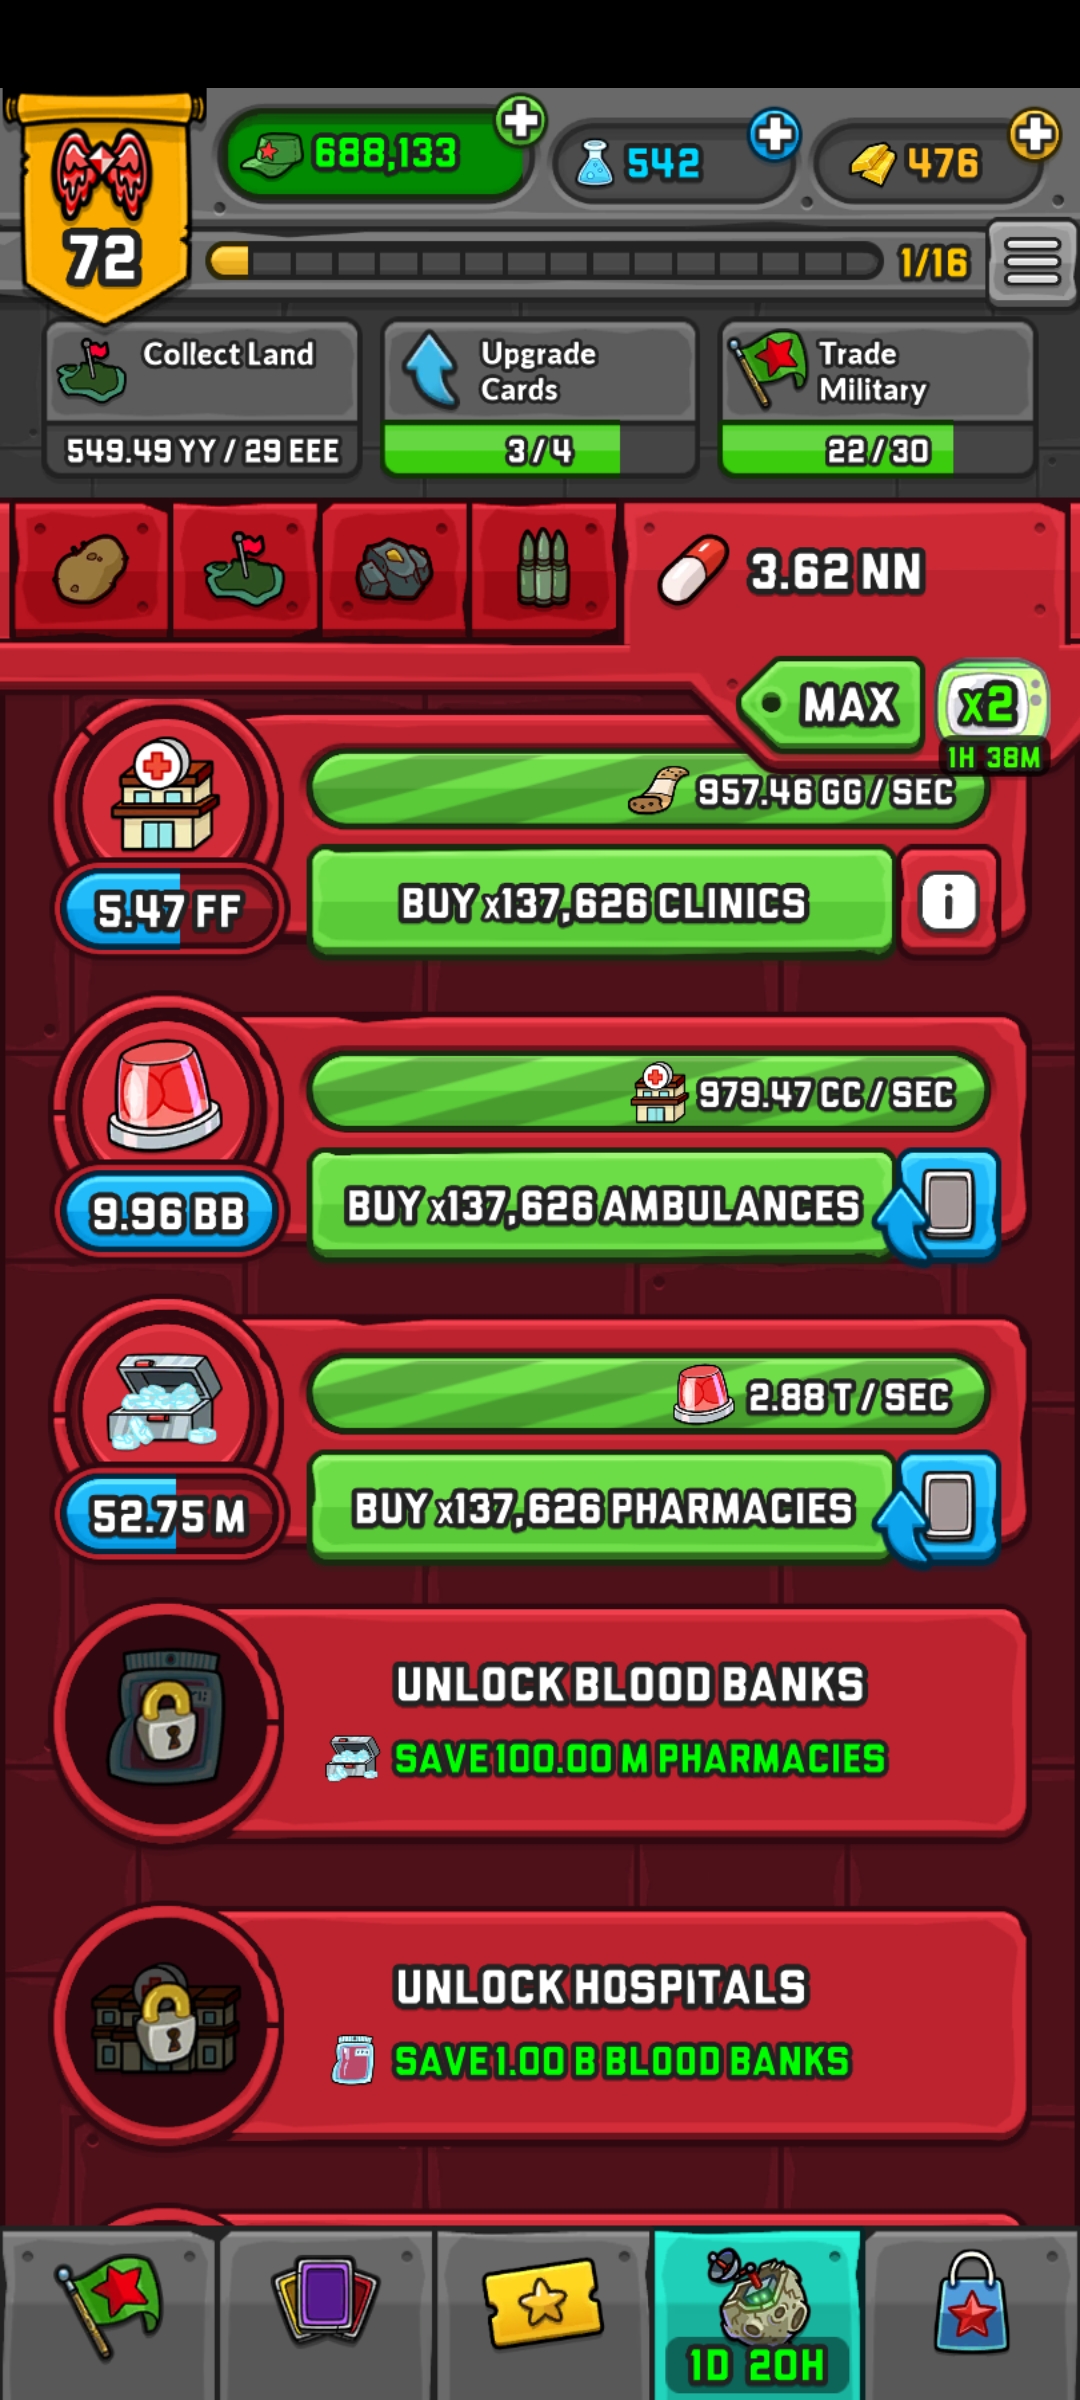 688,133
542
476
72
1/16
Collect Land
549.49 YY / 29 EEE
Upgrade
Cards
3/4
Trade
Military
22/30
3.62 NN
MAX
x2
1H 38M
957.46 GG / SEC
5.47 FF
BUY x137,626 CLINICS
i
979.47 CC / SEC
9.96 BB
BUY x137,626 AMBULANCES
2.88 T / SEC
52.75 M
BUY x137,626 PHARMACIES
UNLOCK BLOOD BANKS
SAVE 100.00 M PHARMACIES
UNLOCK HOSPITALS
SAVE 1.00 B BLOOD BANKS
1D 20H